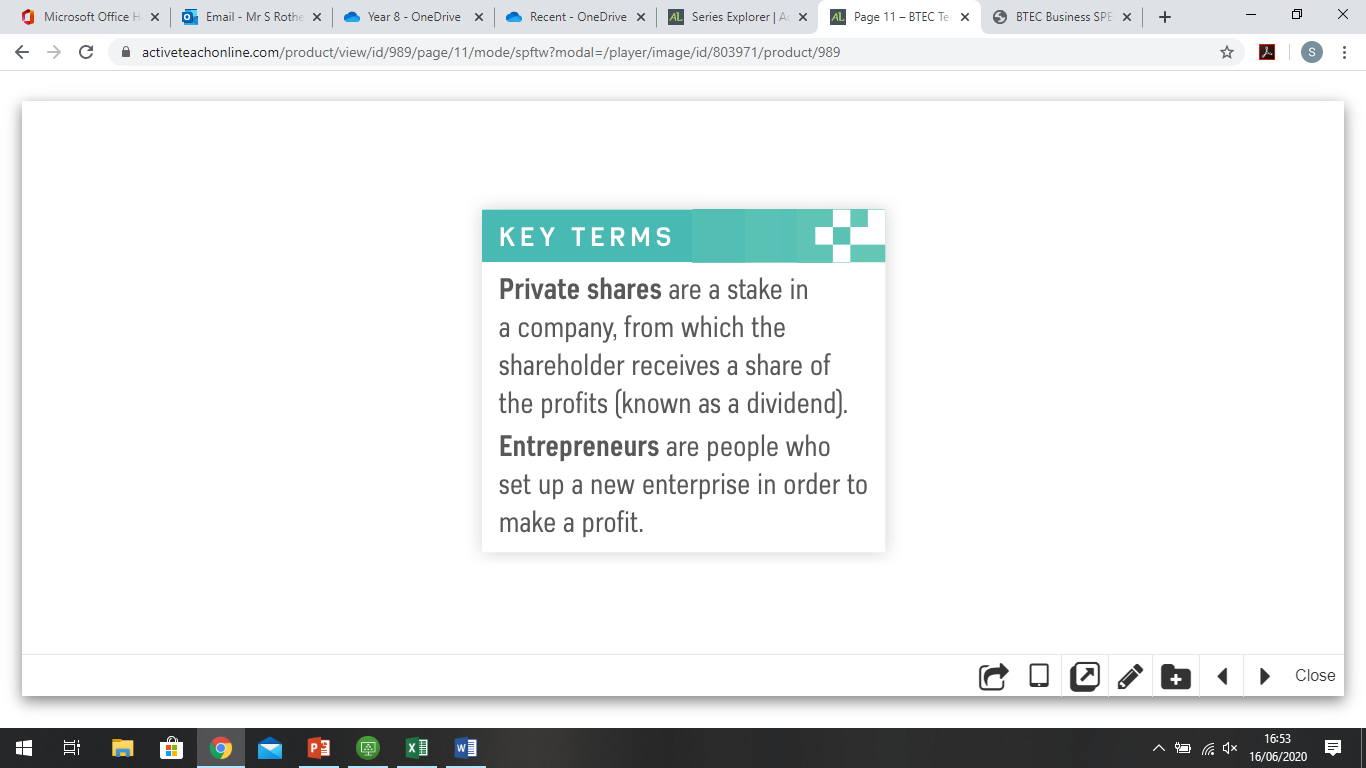 Microsoft Office H
Email - Mr S Rothe
Year 8 - OneDrive
Recent - OneDrive
Series Explorer | Ac
Page 11 – BTEC Te
BTEC Business SPE
activeteachonline.com/product/view/id/989/page/11/mode/spftw?modal=/player/image/id/803971/product/989
S
KEY TERMS
Private shares are a stake in
a company, from which the
shareholder receives a share of
the profits (known as a dividend).
Entrepreneurs are people who
set up a new enterprise in order to
make a profit.
Close
16:53
16/06/2020